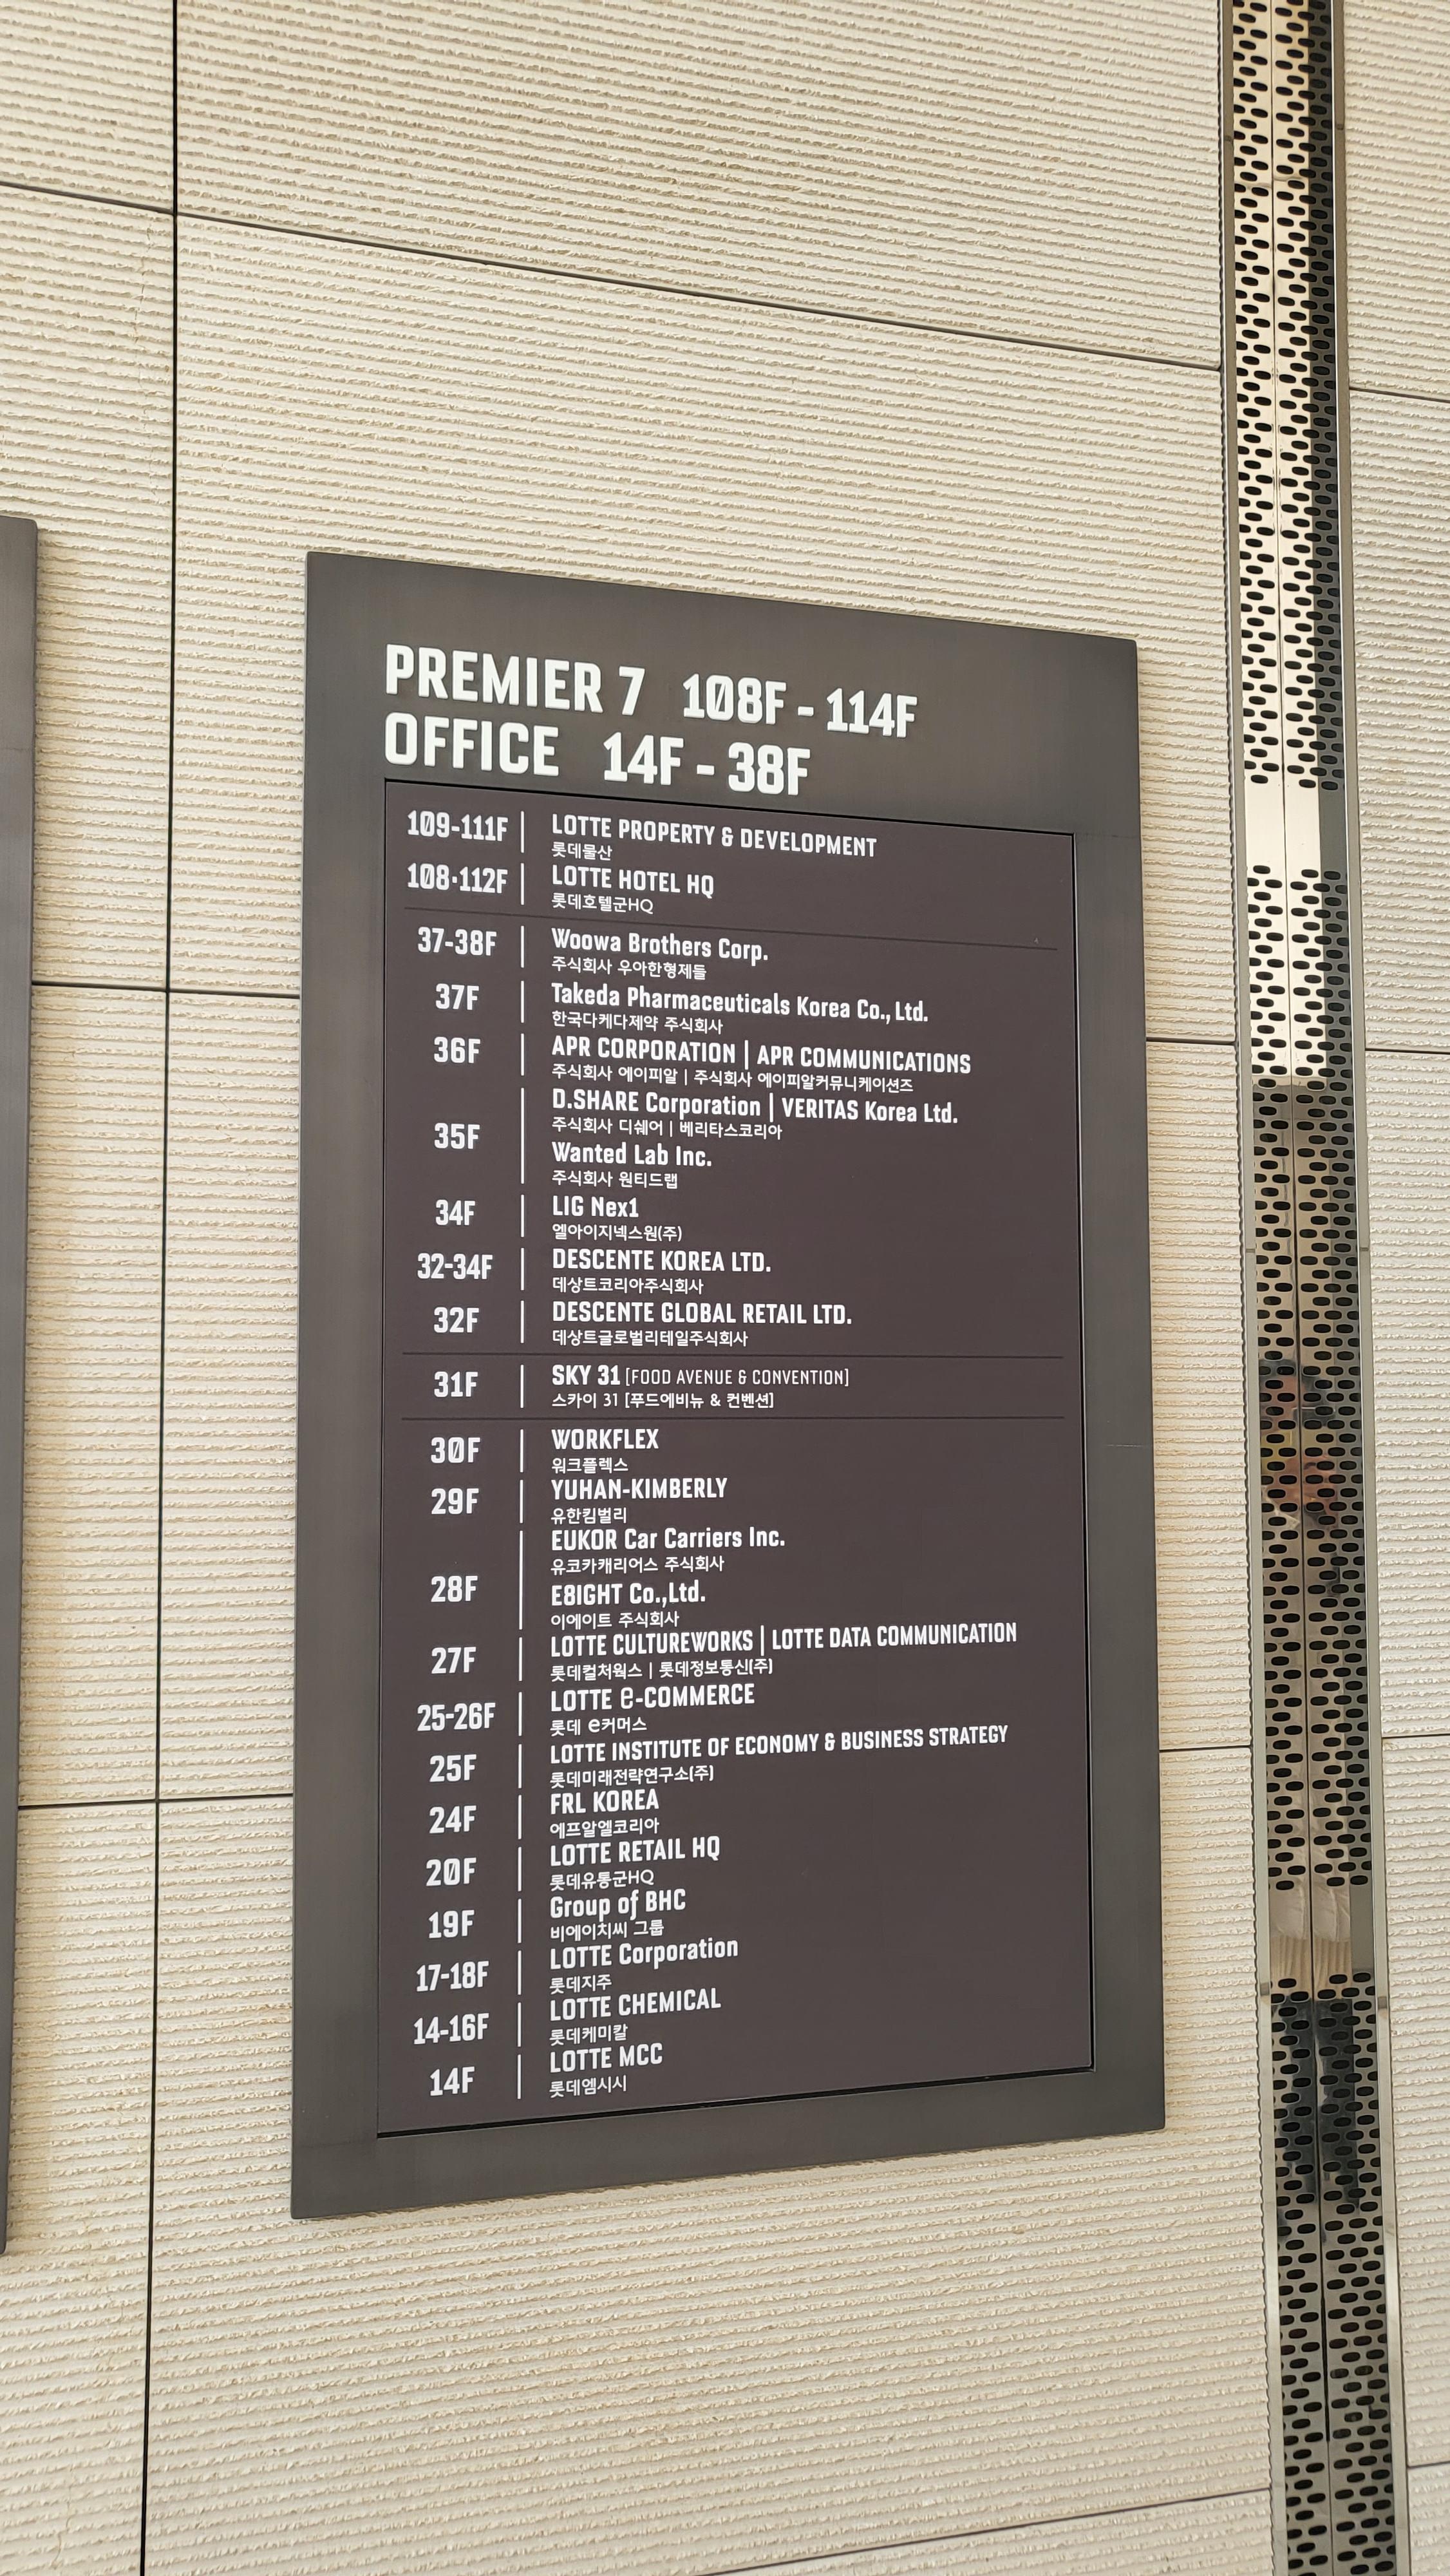 PREMIER 7 108F - 114F
OFFICE 14F - 38F
109-111F | LOTTE PROPERTY & DEVELOPMENT
롯데물산
108·112F | LOTTE HOTEL HQ
롯데호텔군HQ
37-38F | Woowa Brothers Corp.
주식회사 우아한형제들
37F | Takeda Pharmaceuticals Korea Co., Ltd.
한국다케다제약 주식회사
36F | APR CORPORATION | APR COMMUNICATIONS
주식회사 에이피알 | 주식회사 에이피알커뮤니케이션즈
35F | D.SHARE Corporation | VERITAS Korea Ltd.
주식회사 디쉐어 | 베리타스코리아
Wanted Lab Inc.
주식회사 원티드랩
34F | LIG Nex1
엘아이지넥스원(주)
32-34F | DESCENTE KOREA LTD.
데상트코리아주식회사
32F | DESCENTE GLOBAL RETAIL LTD.
데상트글로벌리테일주식회사
31F | SKY 31 [FOOD AVENUE & CONVENTION]
스카이 31 [푸드에비뉴 & 컨벤션]
30F | WORKFLEX
워크플렉스
29F | YUHAN-KIMBERLY
유한킴벌리
28F | EUKOR Car Carriers Inc.
유코카캐리어스 주식회사
E8IGHT Co.,Ltd.
이에이트 주식회사
27F | LOTTE CULTUREWORKS | LOTTE DATA COMMUNICATION
롯데컬처웍스 | 롯데정보통신(주)
25-26F | LOTTE e-COMMERCE
롯데 e커머스
25F | LOTTE INSTITUTE OF ECONOMY & BUSINESS STRATEGY
롯데미래전략연구소(주)
24F | FRL KOREA
에프알엘코리아
20F | LOTTE RETAIL HQ
롯데유통군HQ
19F | Group of BHC
비에이치씨 그룹
17-18F | LOTTE Corporation
롯데지주
14-16F | LOTTE CHEMICAL
롯데케미칼
14F | LOTTE MCC
롯데엠시시